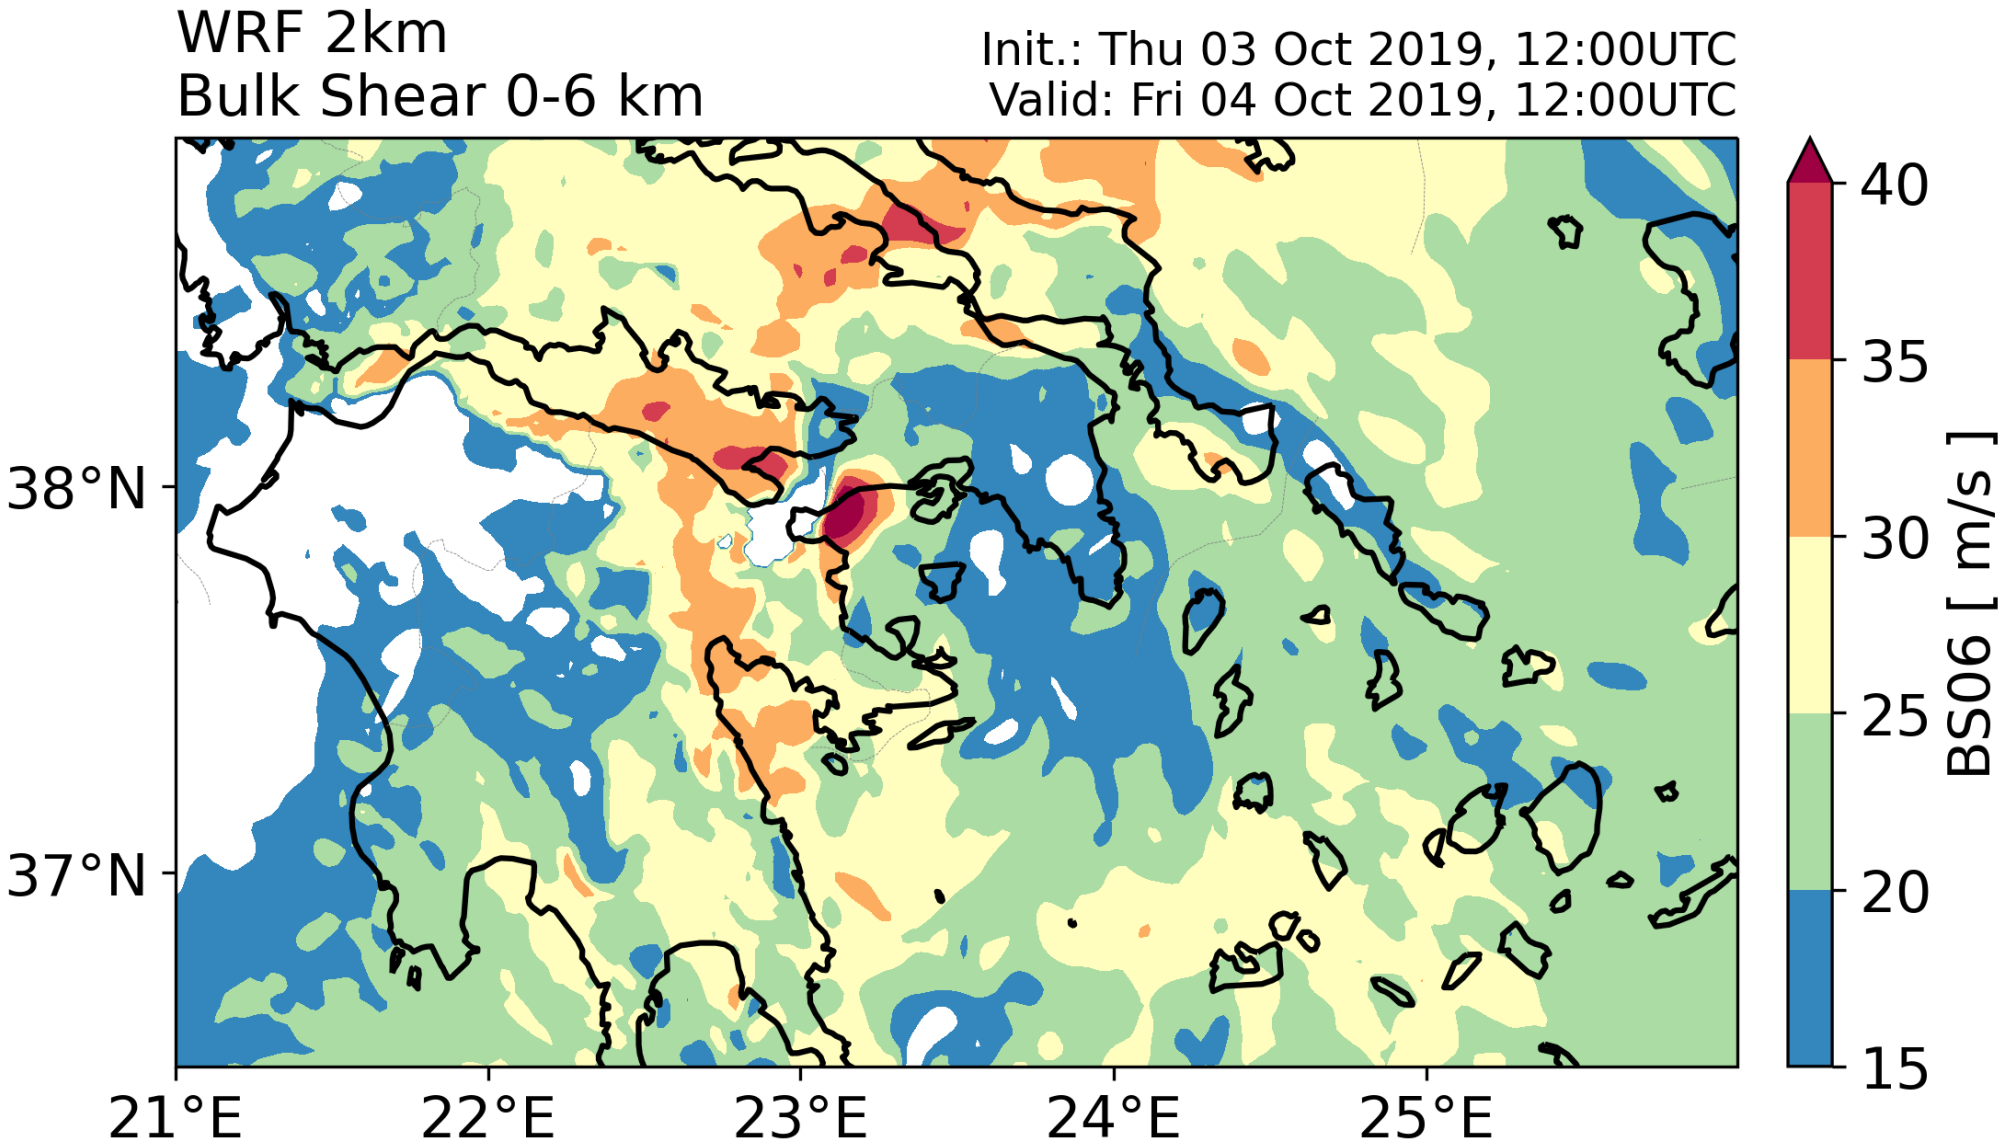 WRF 2km
Bulk Shear 0-6 km
Init.: Thu 03 Oct 2019, 12:00UTC
Valid: Fri 04 Oct 2019, 12:00UTC
38°N
37°N
21°E
22°E
23°E
24°E
25°E
40
35
30
25
20
15
BS06 [ m/s ]